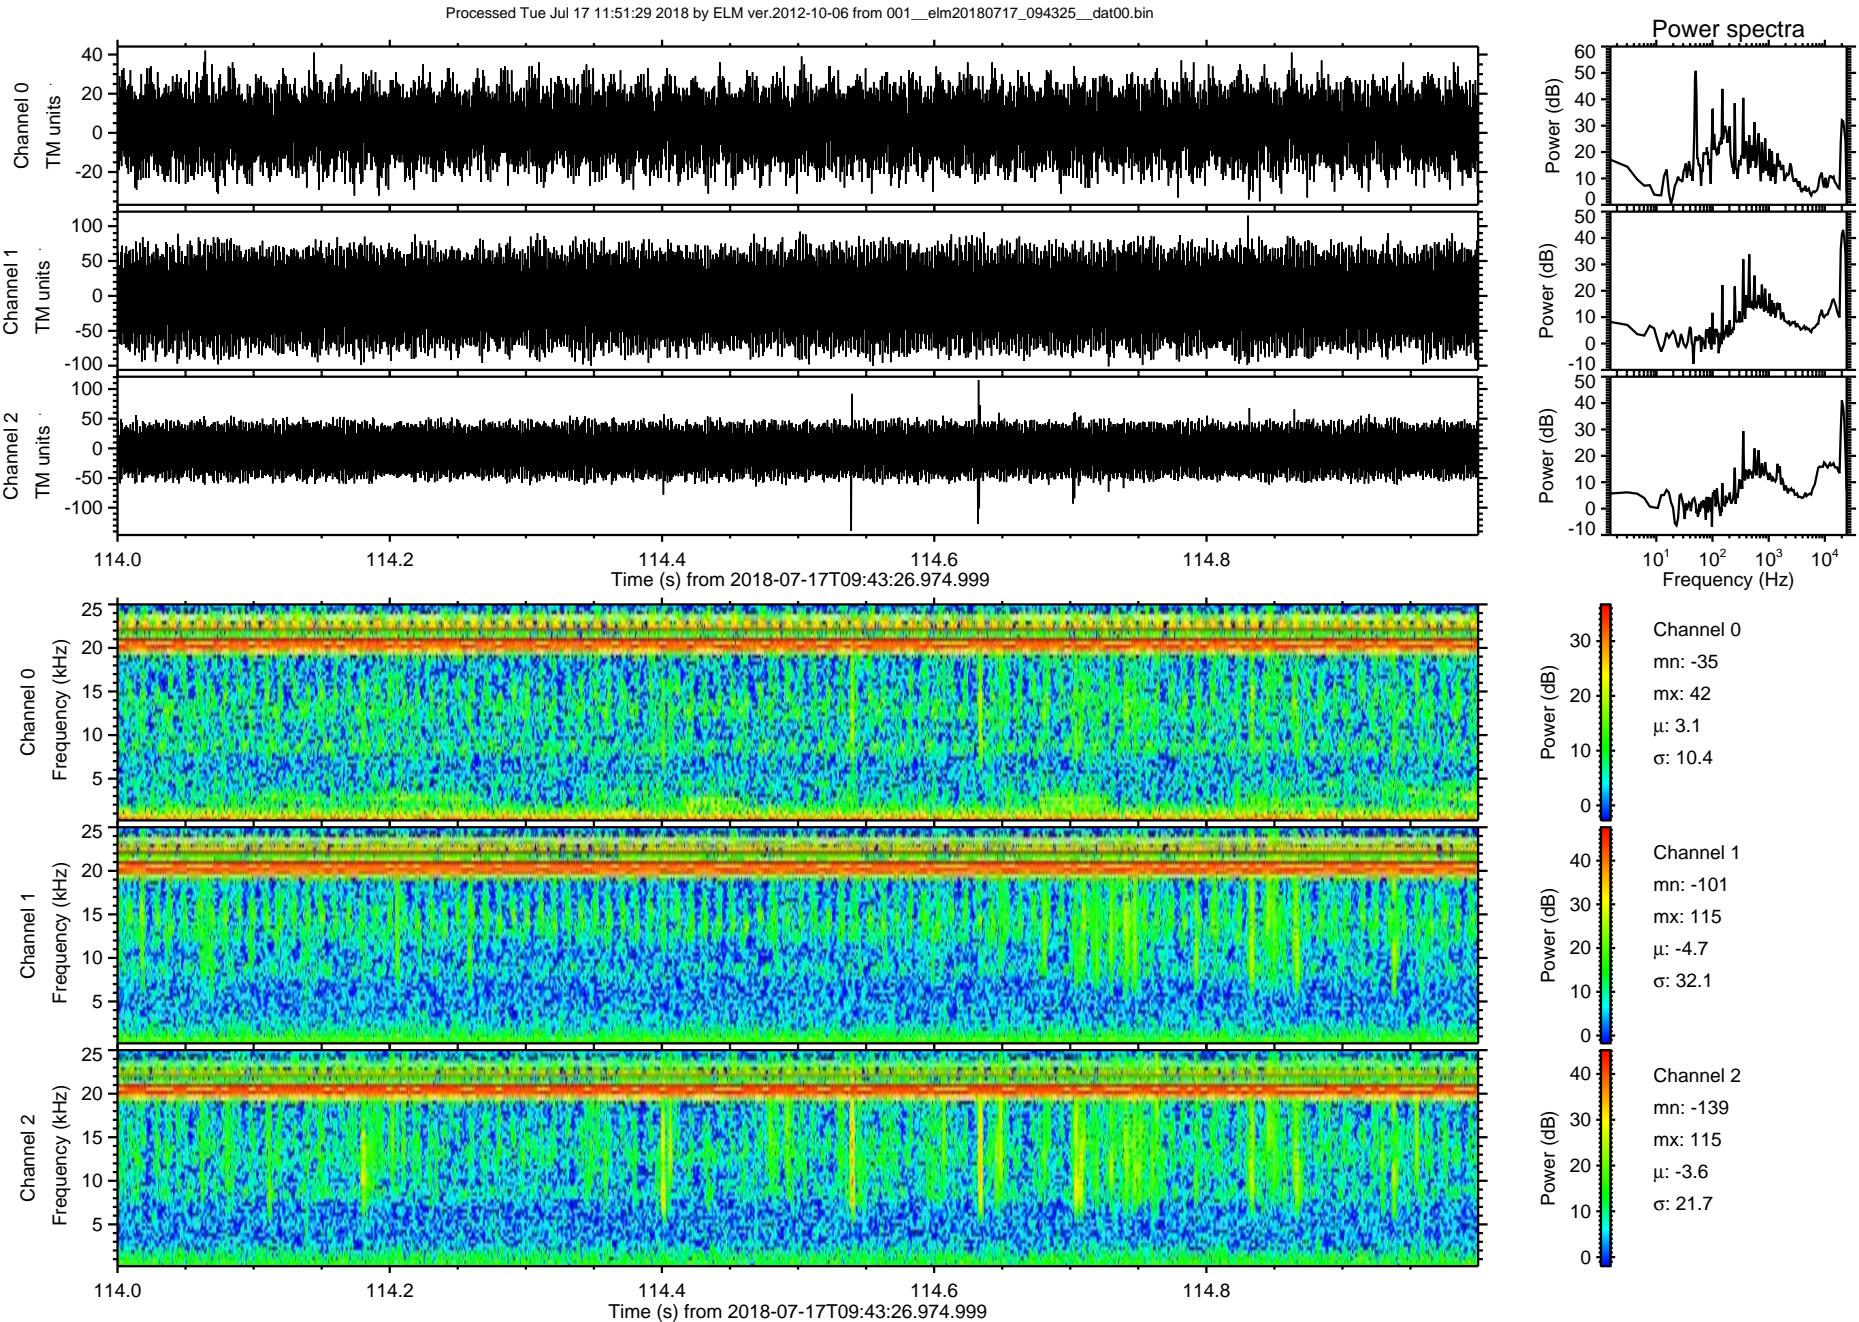 Processed Tue Jul 17 11:51:29 2018 by ELM ver.2012-10-06 from 001__elm20180717_094325__dat00.bin
Power spectra
Channel 0
TM units
40
20
0
-20
Power (dB)
60
50
40
30
20
10
0
Channel 1
TM units
100
50
0
-50
-100
Power (dB)
50
40
30
20
10
0
-10
Channel 2
TM units
100
50
0
-50
-100
Power (dB)
50
40
30
20
10
0
-10
114.0 114.2 114.4 114.6 114.8
Time (s) from 2018-07-17T09:43:26.974.999
10^1 10^2 10^3 10^4
Frequency (Hz)
Channel 0
Frequency (kHz)
25
20
15
10
5
Power (dB)
30
20
10
0
Channel 0
mn: -35
mx: 42
μ: 3.1
σ: 10.4
Channel 1
Frequency (kHz)
25
20
15
10
5
Power (dB)
40
30
20
10
0
Channel 1
mn: -101
mx: 115
μ: -4.7
σ: 32.1
Channel 2
Frequency (kHz)
25
20
15
10
5
Power (dB)
40
30
20
10
0
Channel 2
mn: -139
mx: 115
μ: -3.6
σ: 21.7
114.0 114.2 114.4 114.6 114.8
Time (s) from 2018-07-17T09:43:26.974.999